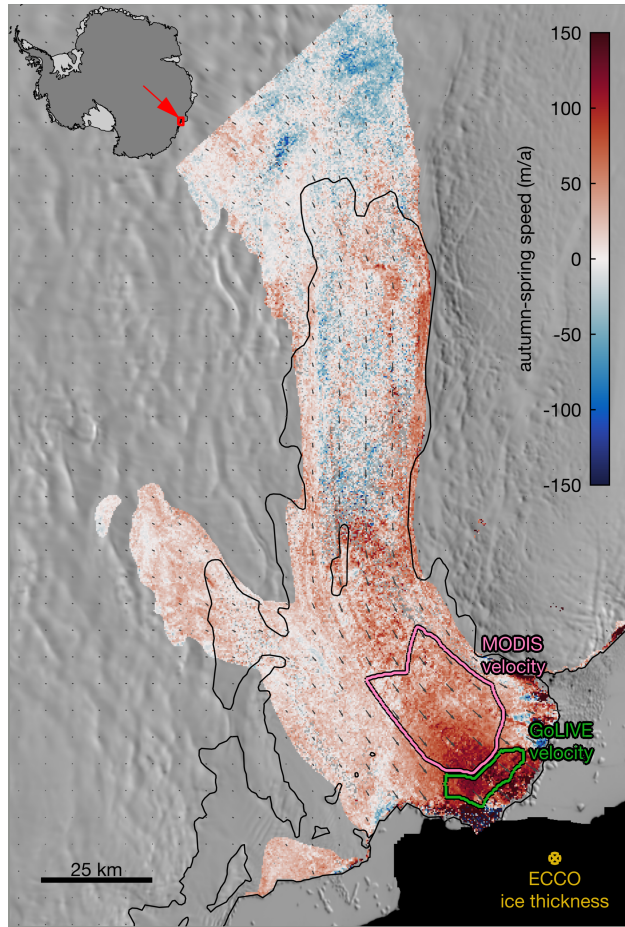 150
100
50
0
-50
-100
-150
autumn-spring speed (m/a)
MODIS
velocity
GoLIVE
velocity
25 km
ECCO
ice thickness